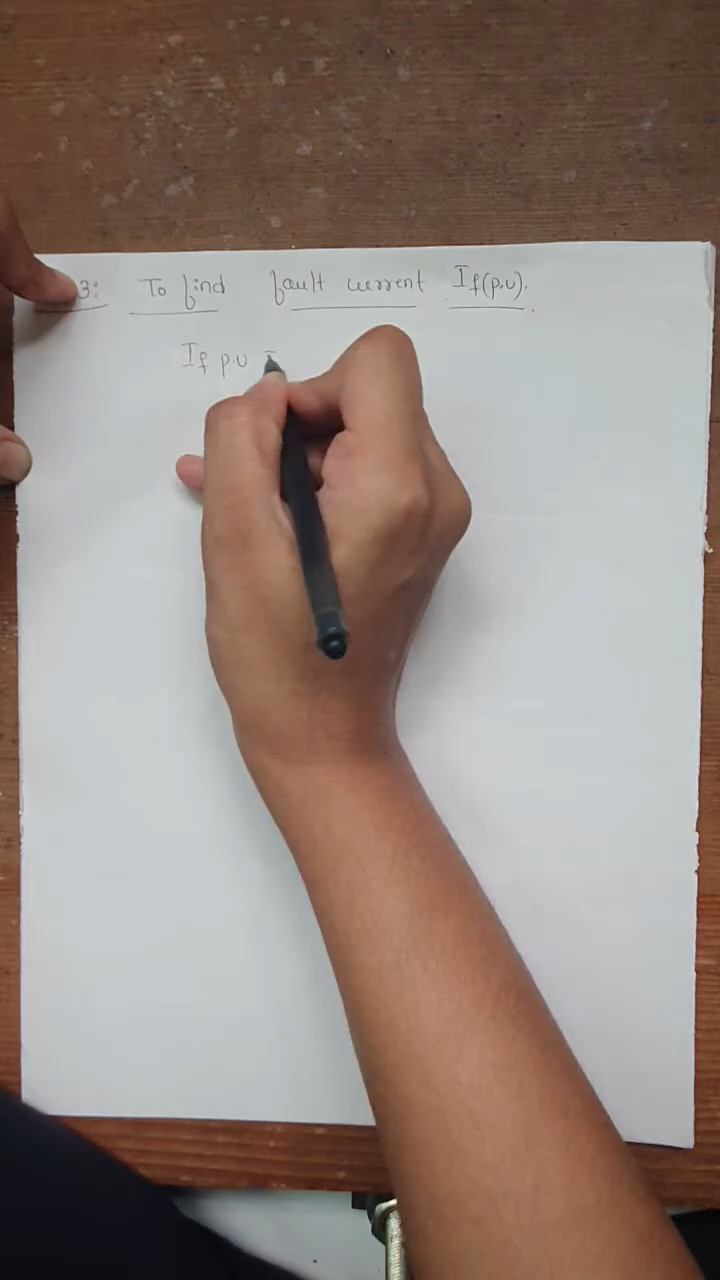 3: To find fault current If(p.u).
If p.u =